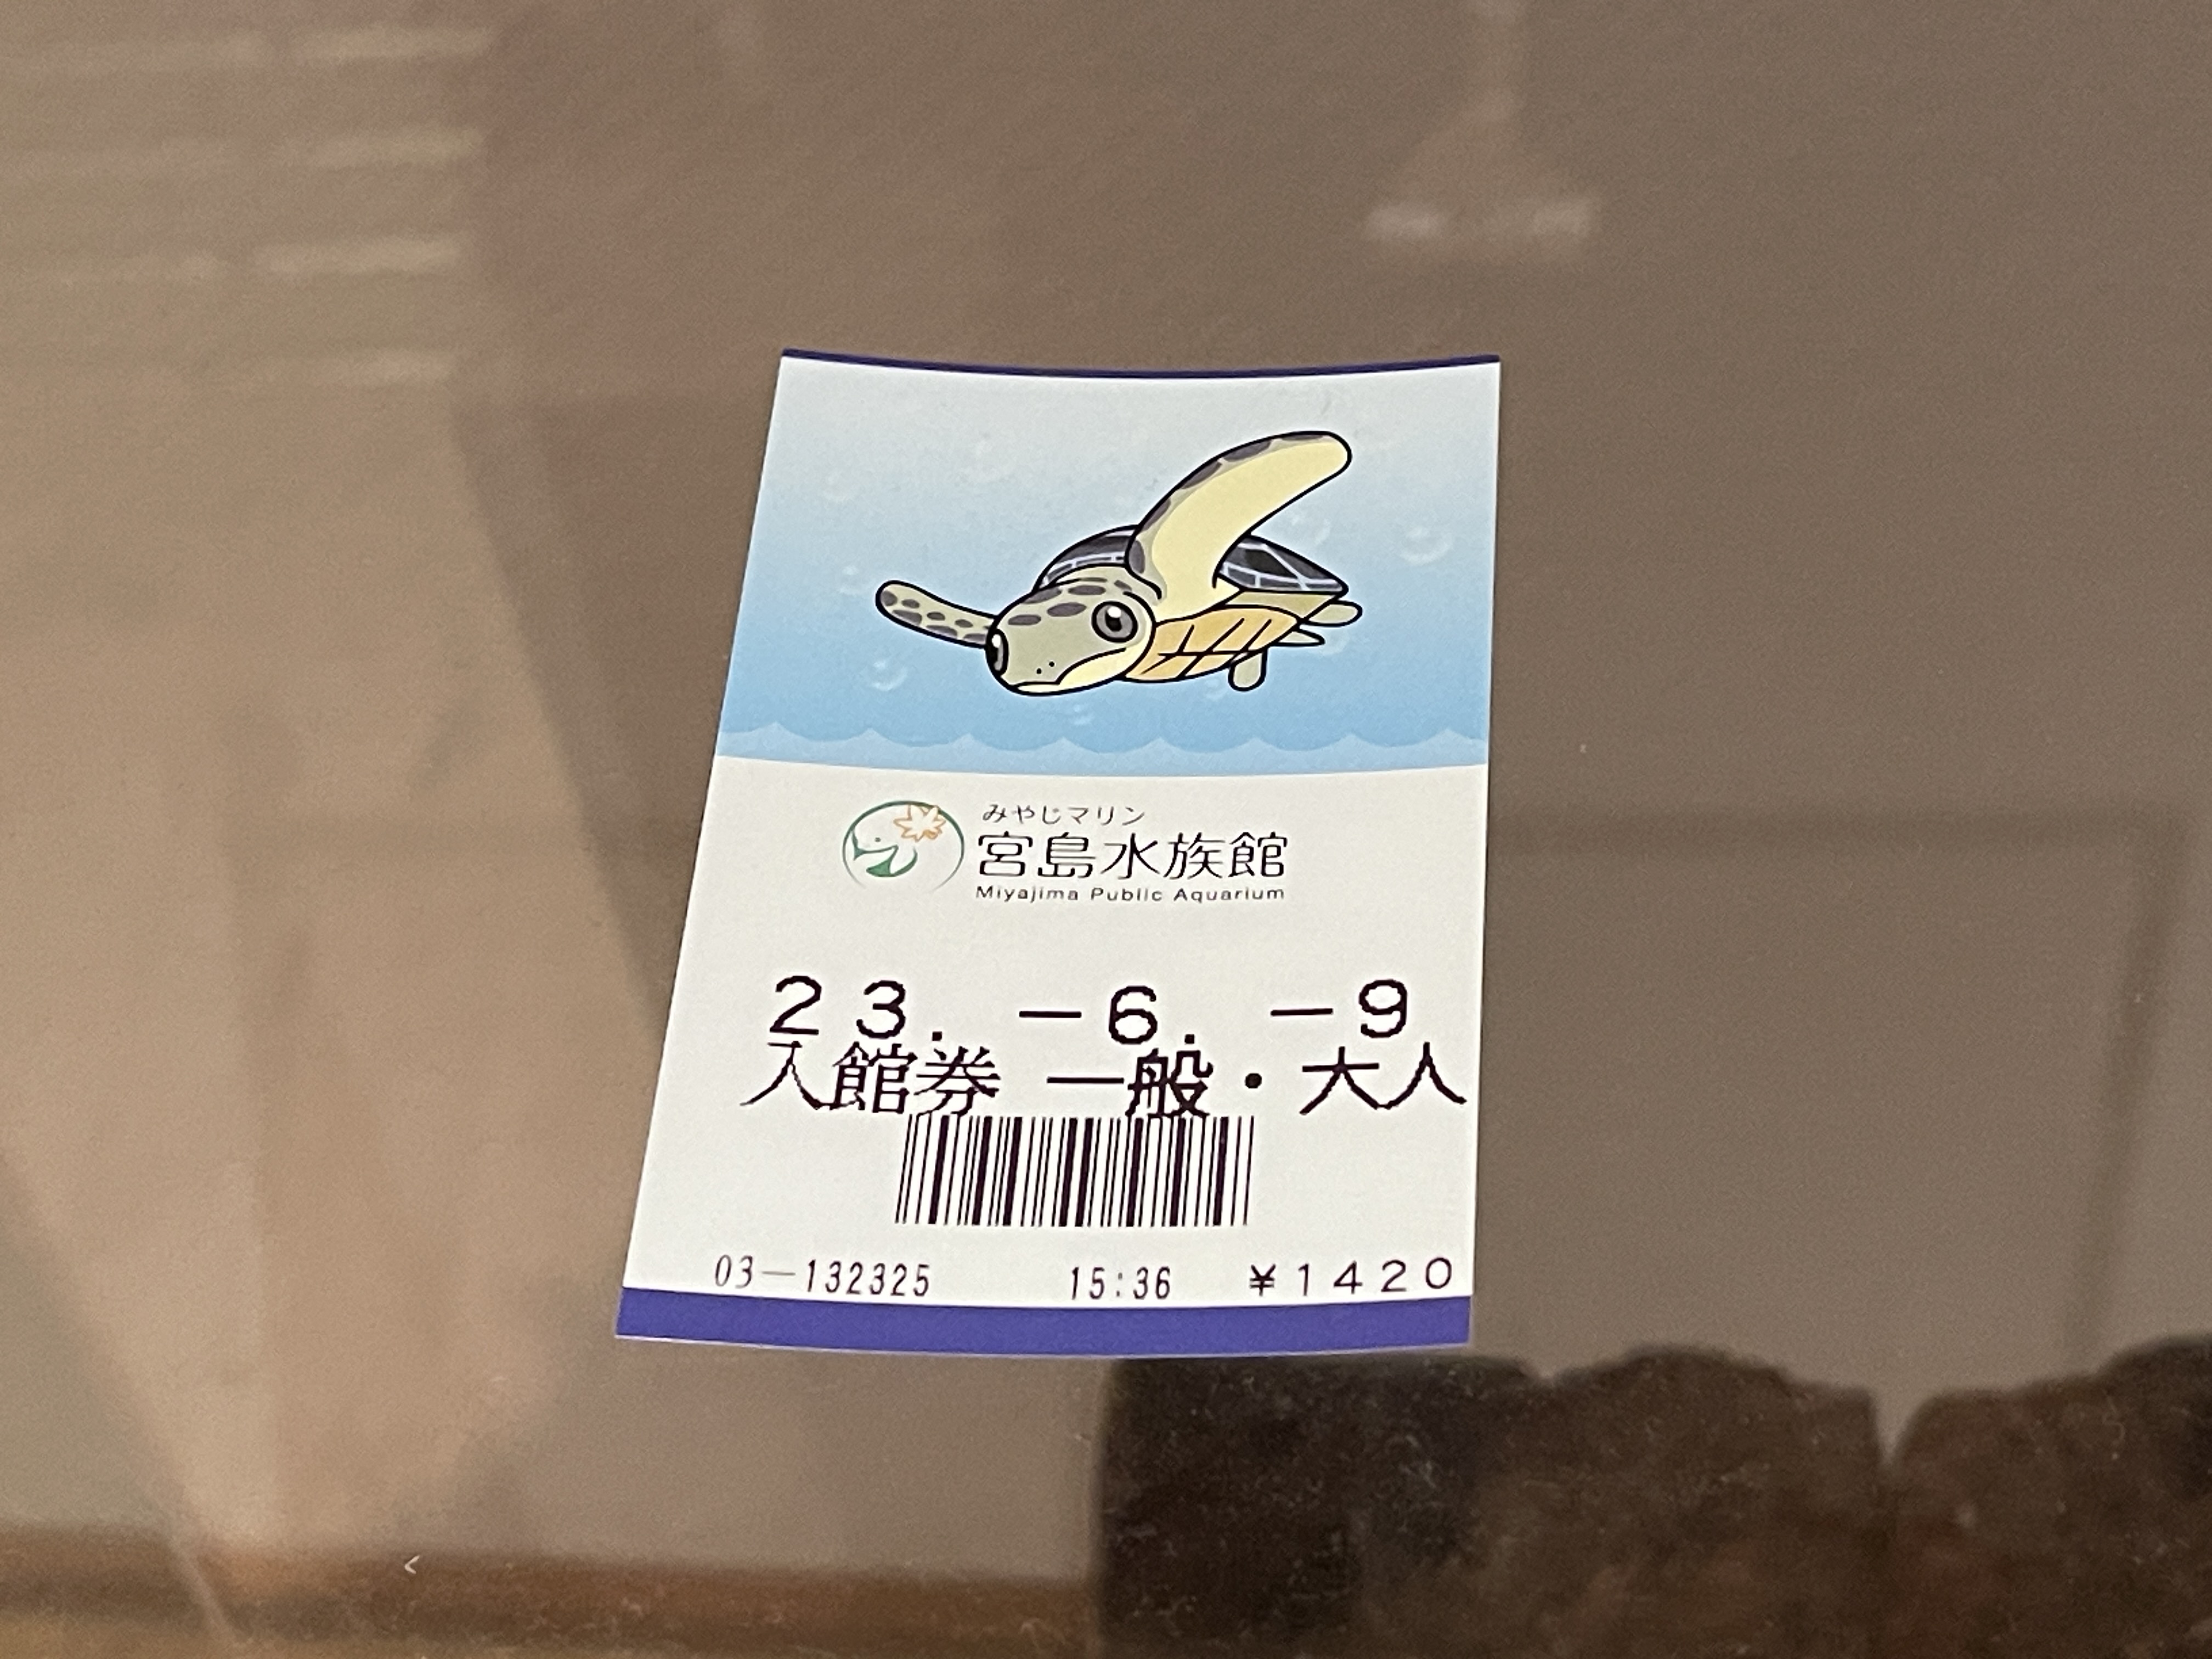 みやじマリン
宮島水族館
Miyajima Public Aquarium
23. -6. -9
入館券 一般・大人
03-132325 15:36 ¥1420